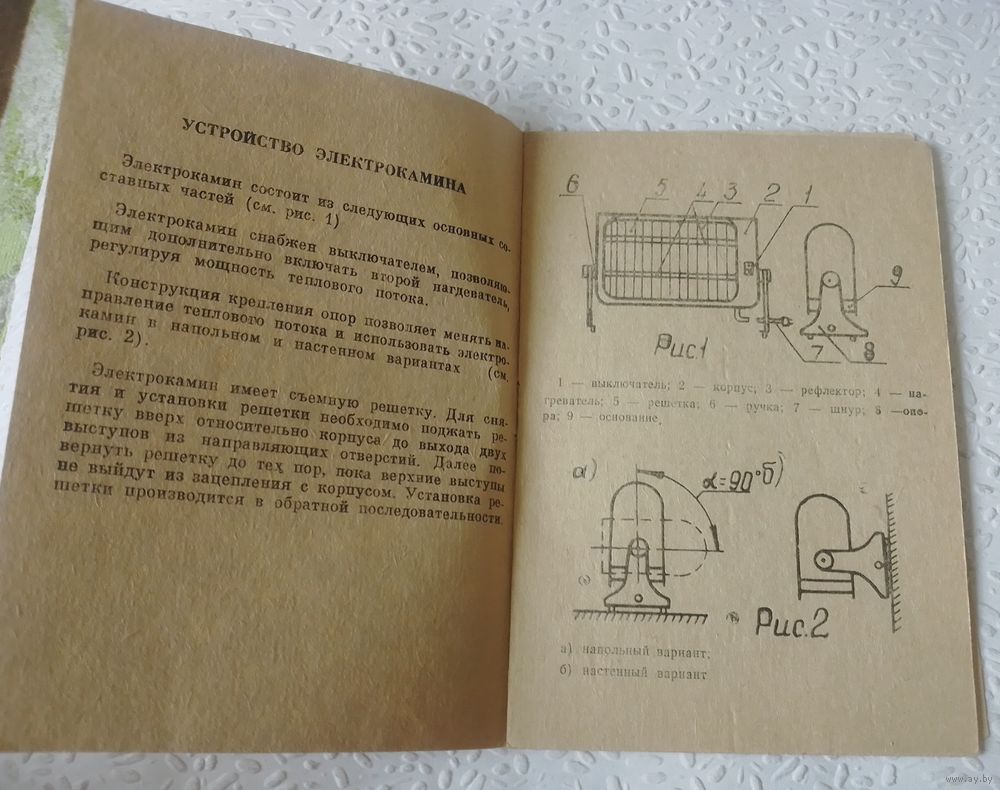 УСТРОЙСТВО ЭЛЕКТРОКАМИНА
Электрокамин состоит из следующих основных со-
ставных частей (см. рис. 1)
Электрокамин снабжен выключателем, позволяю-
щим дополнительно включать второй нагреватель,
регулируя мощность теплового потока.
Конструкция крепления опор позволяет менять на-
правление теплового потока и использовать электро-
камин в напольном и настенном вариантах (см.
рис. 2).
Электрокамин имеет съемную решетку. Для сня-
тия и установки решетки необходимо поджать ре-
шетку вверх относительно корпуса до выхода двух
выступов из направляющих отверстий. Далее по-
вернуть решетку до тех пор, пока верхние выступы
не выйдут из зацепления с корпусом. Установка ре-
шетки производится в обратной последовательности.
6 5 4 3 2 1
9
7 8
Рис.1
1 — выключатель; 2 — корпус; 3 — рефлектор; 4 — на-
греватель; 5 — решетка; 6 — ручка; 7 — шнур; 8 —опо-
ра; 9 — основание.
а) α=90° б)
Рис.2
а) напольный вариант;
б) настенный вариант
www.ay.by